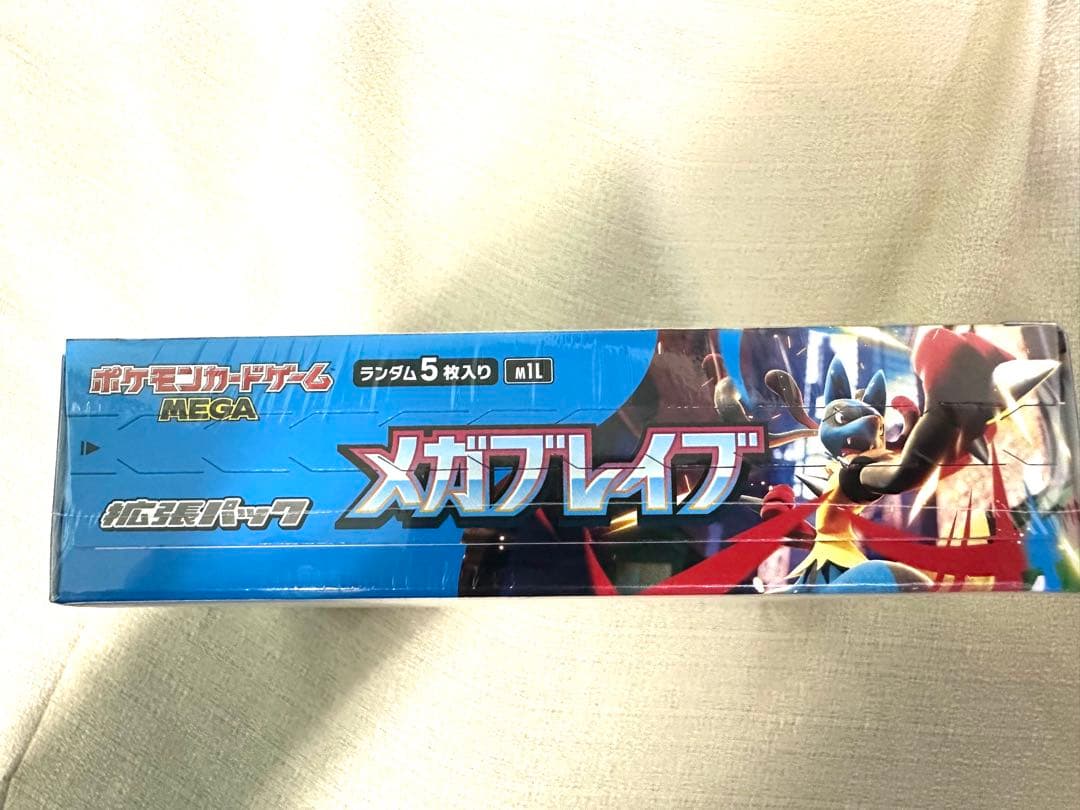 ポケモンカードゲーム
MEGA
ランダム5枚入り
M1L
メガブレイブ
拡張パック